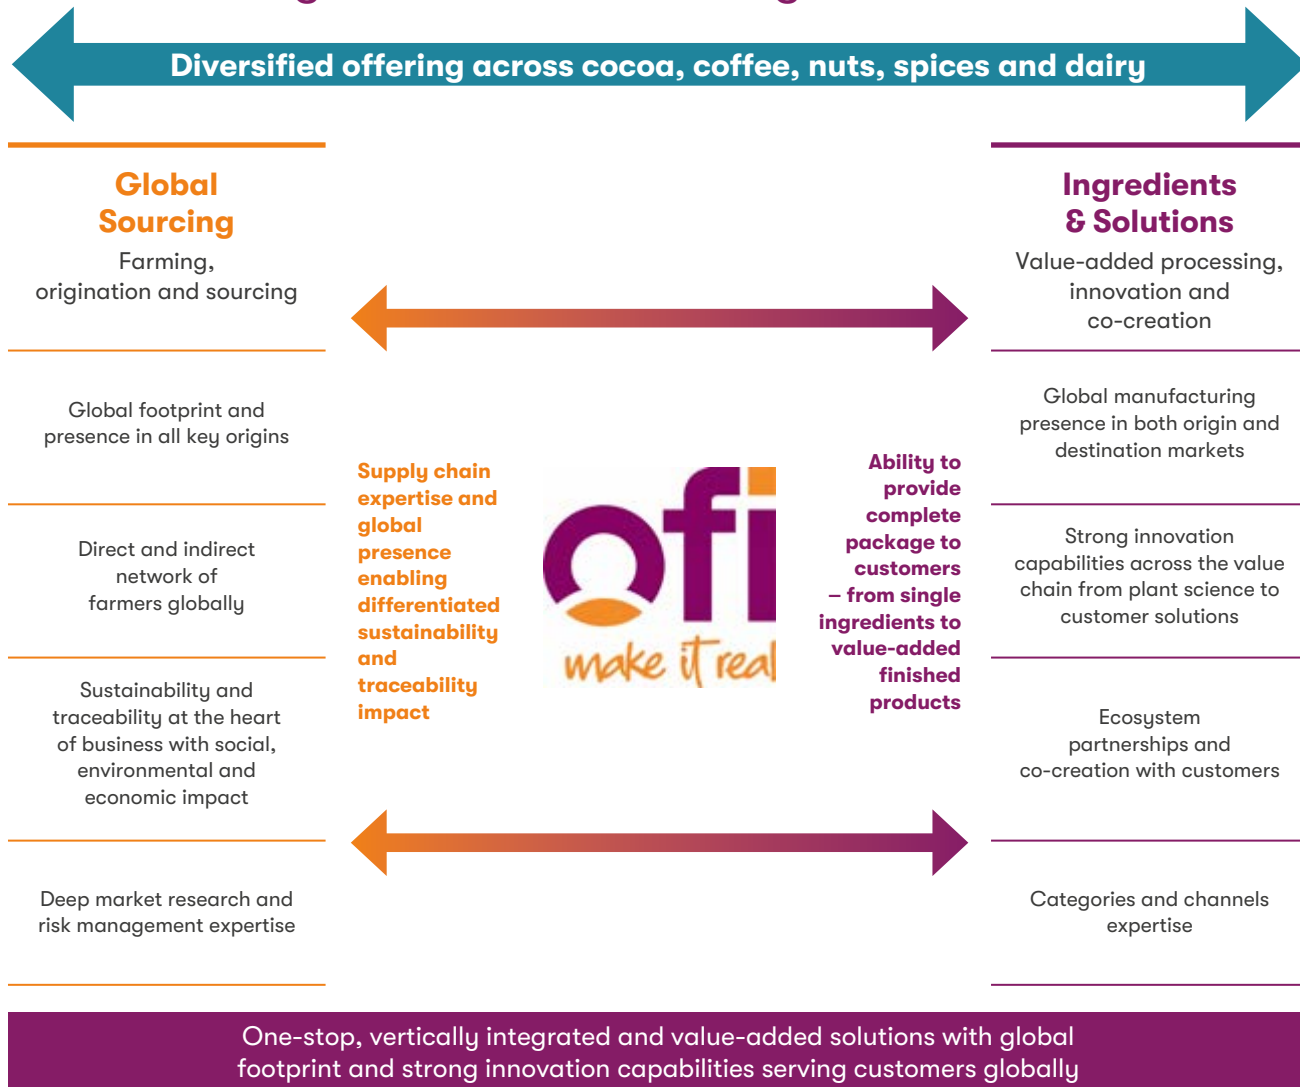 Diversified offering across cocoa, coffee, nuts, spices and dairy
Global
Sourcing
Farming,
origination and sourcing
Global footprint and
presence in all key origins
Direct and indirect
network of
farmers globally
Sustainability and
traceability at the heart
of business with social,
environmental and
economic impact
Deep market research and
risk management expertise
Supply chain
expertise and
global
presence
enabling
differentiated
sustainability
and
traceability
impact
ofi
make it real
Ability to
provide
complete
package to
customers
– from single
ingredients to
value-added
finished
products
Ingredients
& Solutions
Value-added processing,
innovation and
co-creation
Global manufacturing
presence in both origin and
destination markets
Strong innovation
capabilities across the value
chain from plant science to
customer solutions
Ecosystem
partnerships and
co-creation with customers
Categories and channels
expertise
One-stop, vertically integrated and value-added solutions with global
footprint and strong innovation capabilities serving customers globally